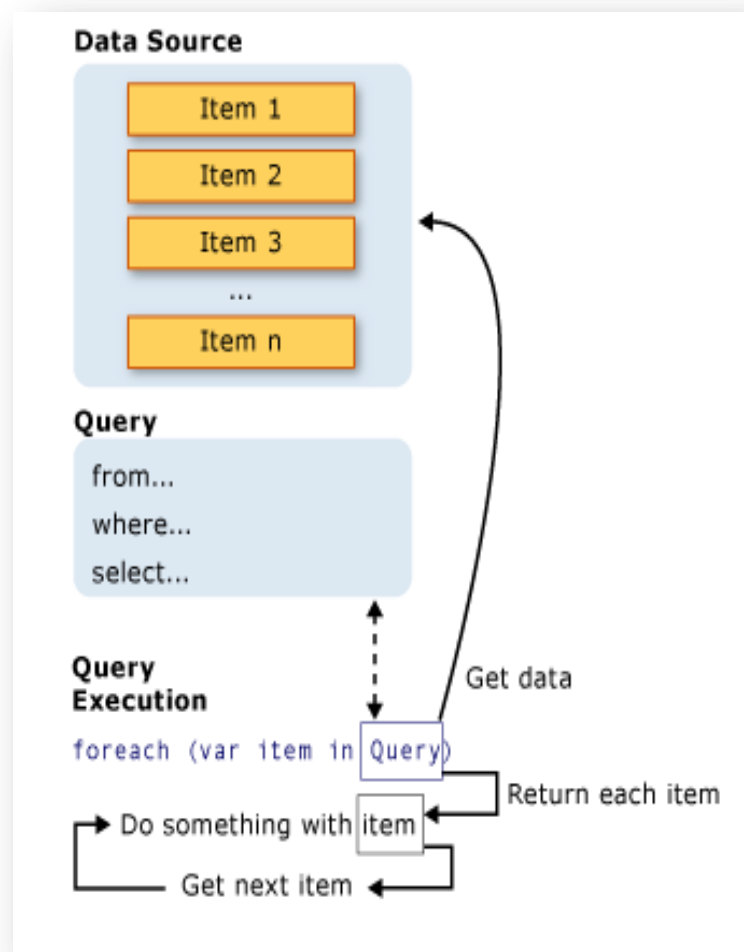 Data Source
Item 1
Item 2
Item 3
...
Item n
Query
from...
where...
select...
Query
Execution
Get data
foreach (var item in Query)
Return each item
Do something with item
Get next item